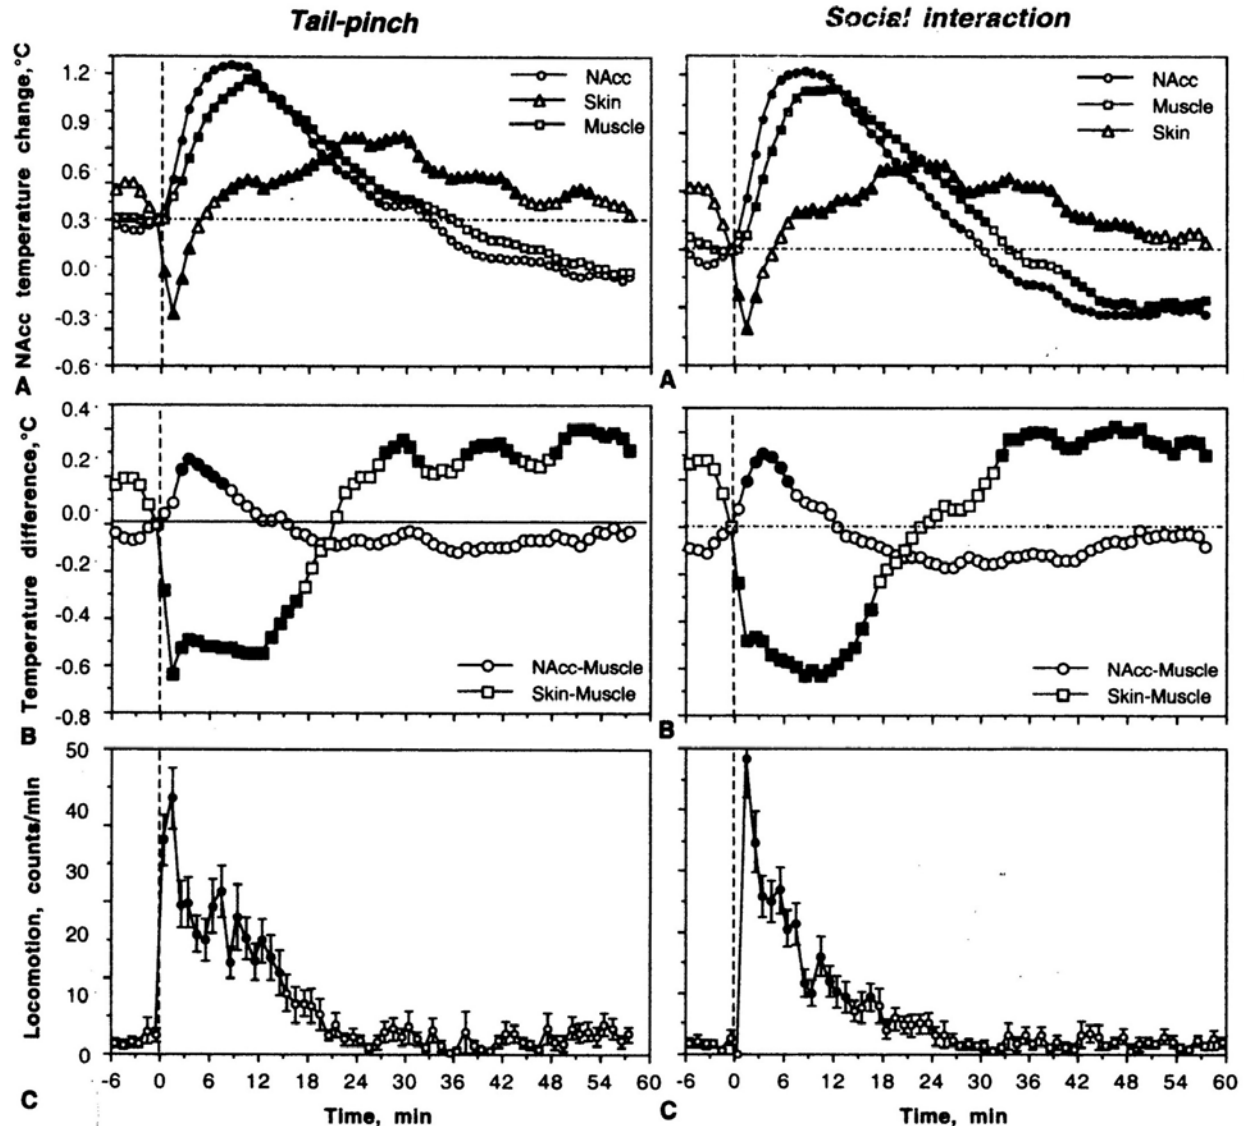 Tail-pinch
Social interaction
NAcc temperature change,°C
1.2
0.9
0.6
0.3
0.0
-0.3
-0.6
NAcc
Skin
Muscle
NAcc
Muscle
Skin
A
A
Temperature difference,°C
0.4
0.2
0.0
-0.2
-0.4
-0.6
-0.8
NAcc-Muscle
Skin-Muscle
NAcc-Muscle
Skin-Muscle
B
B
Locomotion, counts/min
50
40
30
20
10
0
-6 0 6 12 18 24 30 36 42 48 54 60
-6 0 6 12 18 24 30 36 42 48 54 60
C
Time, min
C
Time, min